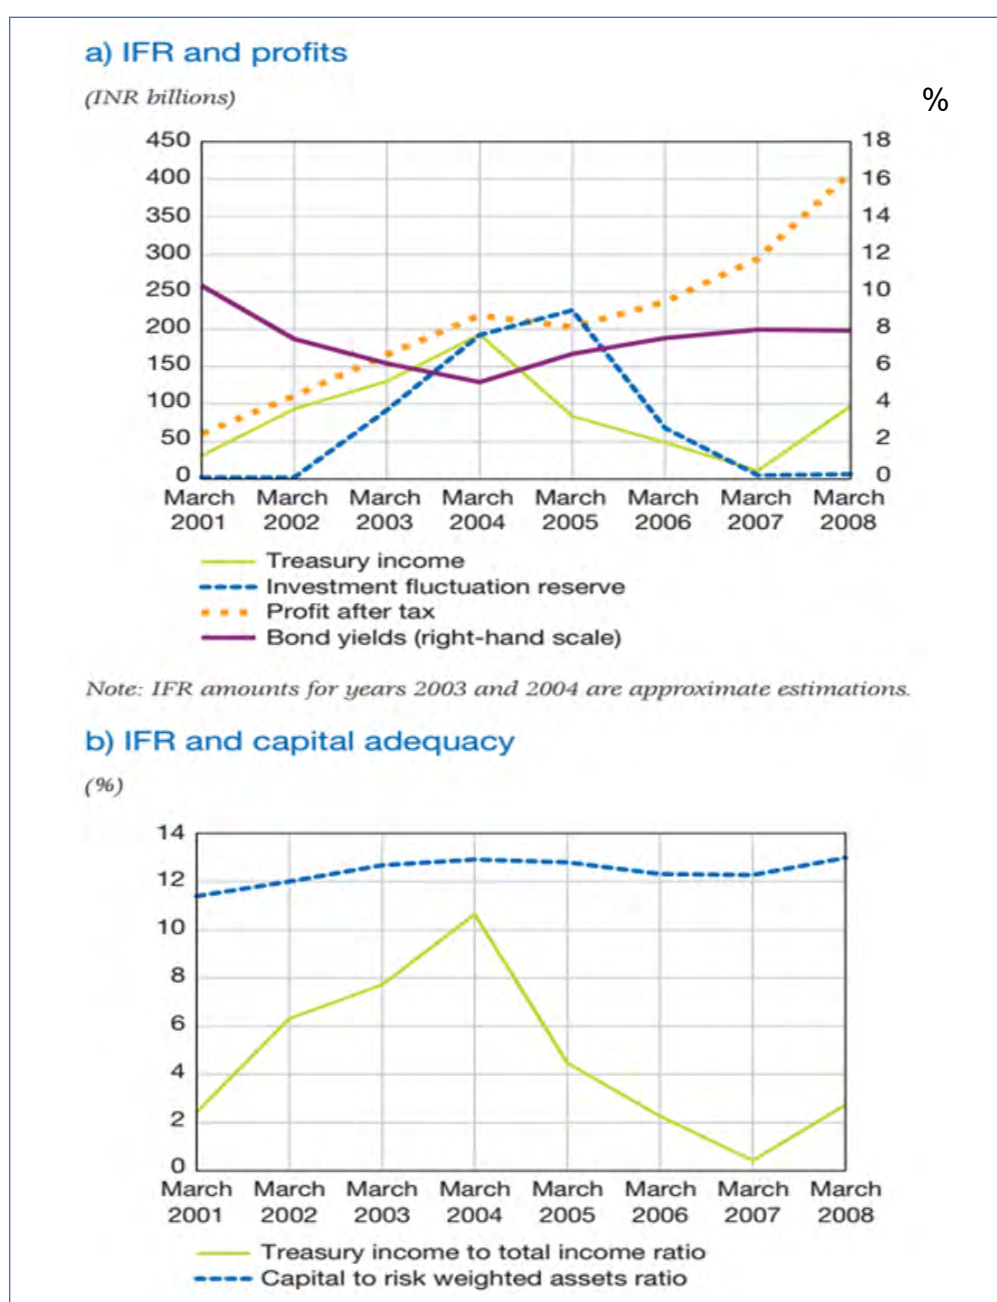 a) IFR and profits
(INR billions)
%
450 18
400 16
350 14
300 12
250 10
200 8
150 6
100 4
50 2
0 0
March March March March March March March March
2001 2002 2003 2004 2005 2006 2007 2008
Treasury income
Investment fluctuation reserve
Profit after tax
Bond yields (right-hand scale)
Note: IFR amounts for years 2003 and 2004 are approximate estimations.
b) IFR and capital adequacy
(%)
14
12
10
8
6
4
2
0
March March March March March March March March
2001 2002 2003 2004 2005 2006 2007 2008
Treasury income to total income ratio
Capital to risk weighted assets ratio